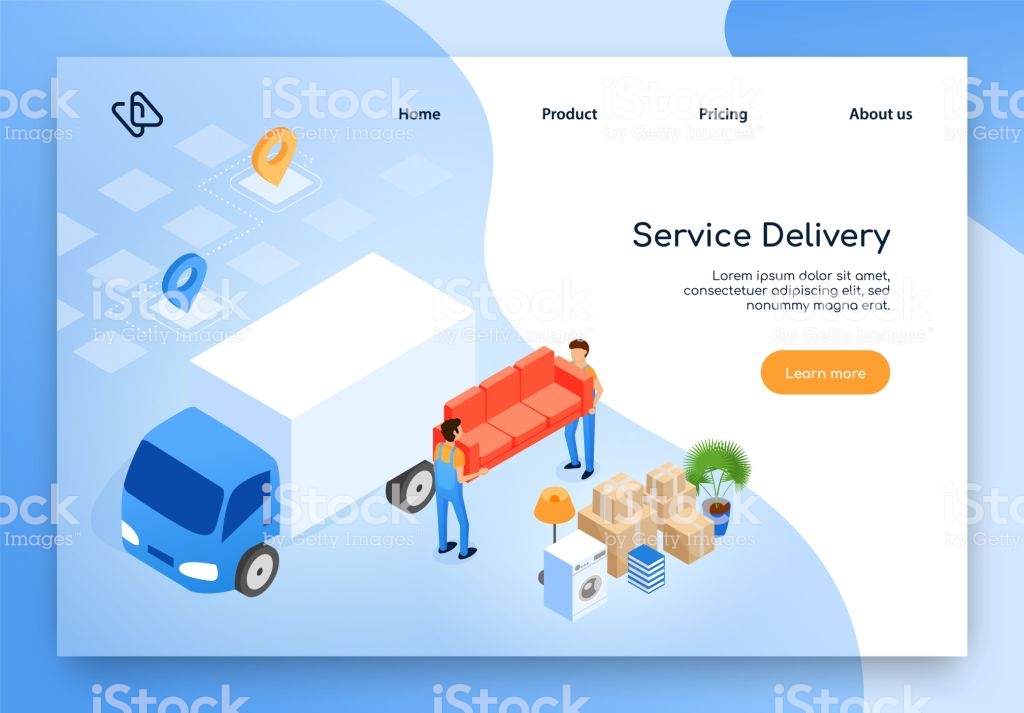 Home Product Pricing About us
Service Delivery
Lorem ipsum dolor sit amet,
consectetuer adipiscing elit, sed
nonummy magna erat.
Learn more
iStock
by Getty Images™